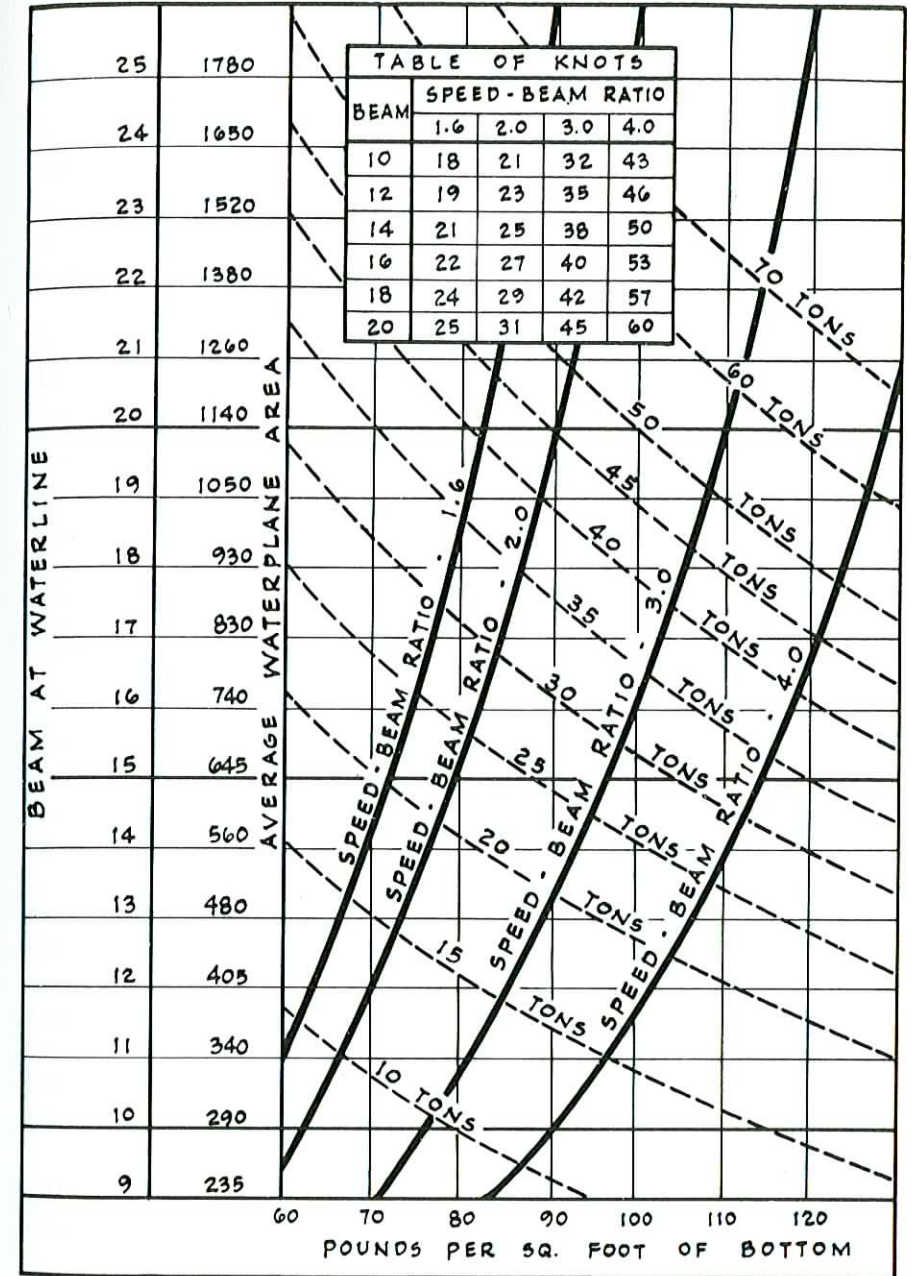 TABLE OF KNOTS
BEAM SPEED-BEAM RATIO
1.6 2.0 3.0 4.0
10 18 21 32 43
12 19 23 35 46
14 21 25 38 50
16 22 27 40 53
18 24 29 42 57
20 25 31 45 60
25 1780
24 1650
23 1520
22 1380
21 1260
20 1140
19 1050
18 930
17 830
16 740
15 645
14 560
13 480
12 405
11 340
10 290
9 235
BEAM AT WATERLINE
AVERAGE WATERPLANE AREA
SPEED-BEAM RATIO - 1.6
SPEED-BEAM RATIO - 2.0
SPEED-BEAM RATIO - 3.0
SPEED-BEAM RATIO - 4.0
70 TONS
60 TONS
50 TONS
45 TONS
40 TONS
35 TONS
30 TONS
25 TONS
20 TONS
15 TONS
10 TONS
60 70 80 90 100 110 120
POUNDS PER SQ. FOOT OF BOTTOM